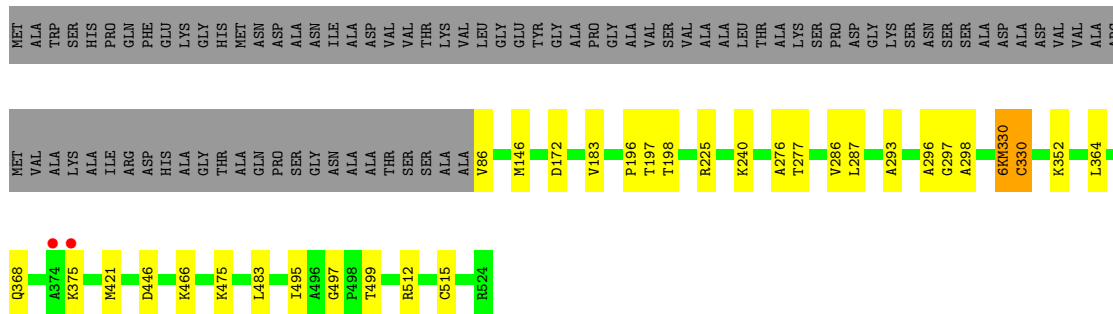 MET ALA TRP SER HIS PRO GLN PHE GLU LYS GLY HIS MET ASN ASP ALA ASN ILE ALA ASP VAL VAL THR LYS VAL LEU GLY GLU TYR GLY ALA PRO GLY ALA VAL SER VAL ALA ALA LEU THR ALA LYS SER PRO ASP GLY LYS SER ASN SER SER ALA ASP ALA ASP VAL VAL ALA ARG
MET VAL ALA LYS ALA ILE ARG ASP HIS ALA GLY THR ALA GLN PRO SER GLY ASN ALA ALA THR SER SER ALA ALA V86 M146 D172 V183 P196 T197 T198 R225 K240 A276 T277 V286 L287 A293 A296 G297 A298 6KM330 C330 K352 L364
Q368 A374 K375 M421 D446 K466 K475 L483 I495 A496 G497 P498 T499 R512 C515 R524